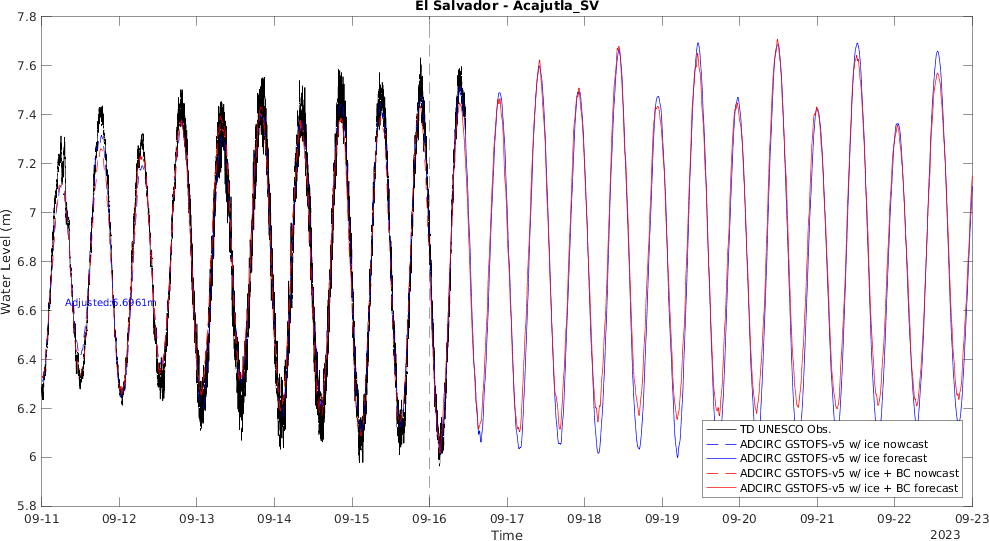 El Salvador - Acajutla_SV
7.8
7.6
7.4
7.2
7
6.8
6.6
6.4
6.2
6
5.8
Water Level (m)
Adjusted:6.6961m
TD UNESCO Obs.
ADCIRC GSTOFS-v5 w/ ice nowcast
ADCIRC GSTOFS-v5 w/ ice forecast
ADCIRC GSTOFS-v5 w/ ice + BC nowcast
ADCIRC GSTOFS-v5 w/ ice + BC forecast
09-11 09-12 09-13 09-14 09-15 09-16 09-17 09-18 09-19 09-20 09-21 09-22 09-23
Time
2023